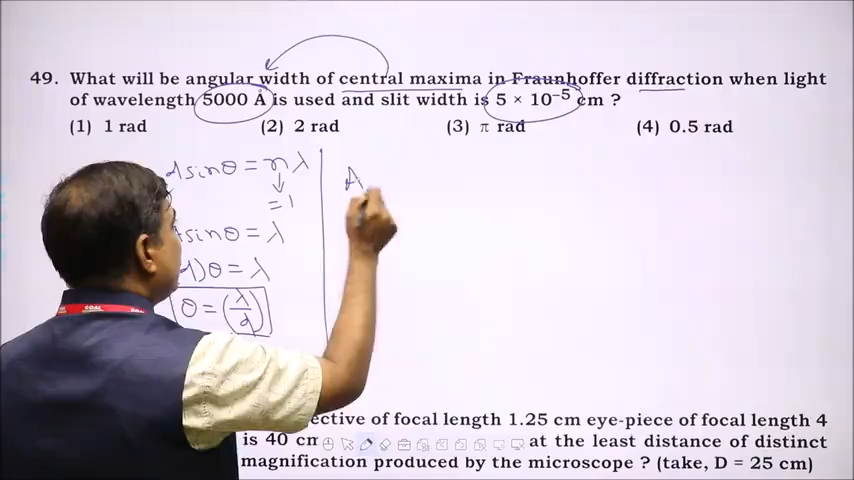 49. What will be angular width of central maxima in Fraunhoffer diffraction when light
of wavelength 5000 Å is used and slit width is 5 × 10⁻⁵ cm ?
(1) 1 rad (2) 2 rad (3) π rad (4) 0.5 rad
d sinθ = nλ
= 1
sinθ = λ
d) θ = λ
θ = (λ/d)
A
ective of focal length 1.25 cm eye-piece of focal length 4
is 40 cm at the least distance of distinct
magnification produced by the microscope ? (take, D = 25 cm)